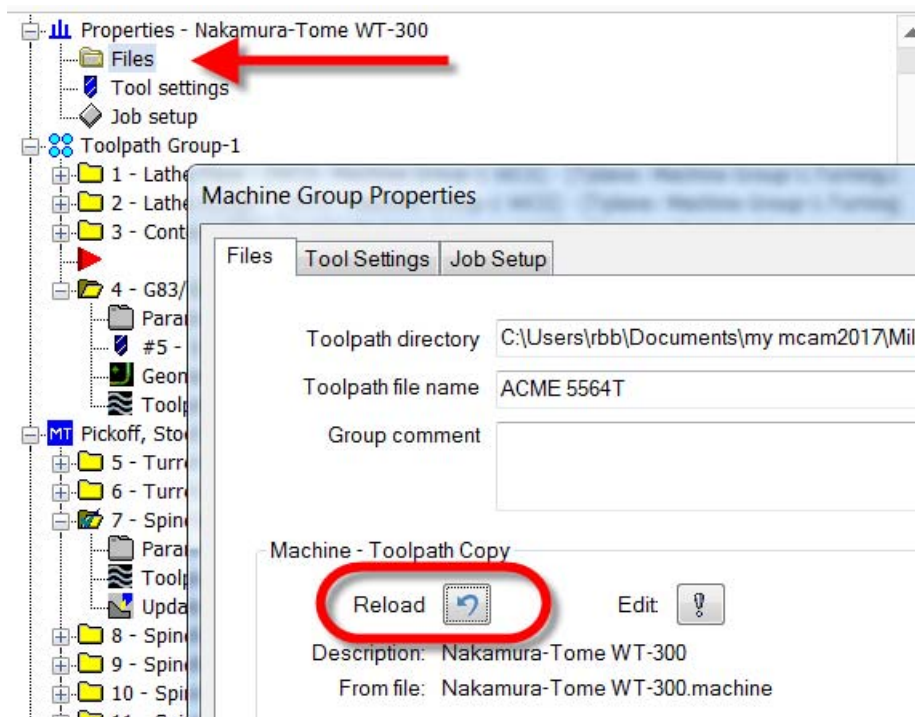 Properties - Nakamura-Tome WT-300
Files
Tool settings
Job setup
Toolpath Group-1
1 - Lathe
2 - Lathe
3 - Cont
4 - G83/
Para
#5 -
Geon
Toolp
MT Pickoff, Sto
5 - Turr
6 - Turr
7 - Spin
Para
Toolp
Upda
8 - Spin
9 - Spin
10 - Spi
Machine Group Properties
Files Tool Settings Job Setup
Toolpath directory C:\Users\rbb\Documents\my mcam2017\Mil
Toolpath file name ACME 5564T
Group comment
Machine - Toolpath Copy
Reload Edit
Description: Nakamura-Tome WT-300
From file: Nakamura-Tome WT-300.machine